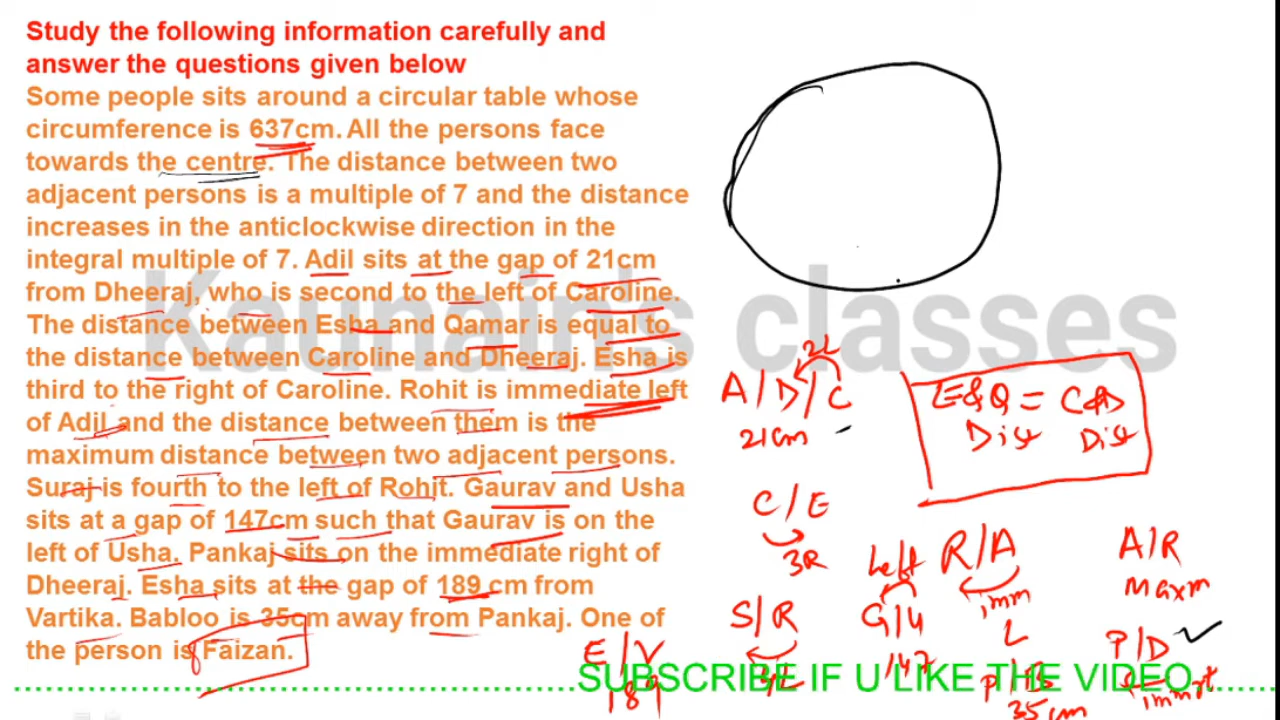 Study the following information carefully and
answer the questions given below
Some people sits around a circular table whose
circumference is 637cm. All the persons face
towards the centre. The distance between two
adjacent persons is a multiple of 7 and the distance
increases in the anticlockwise direction in the
integral multiple of 7. Adil sits at the gap of 21cm
from Dheeraj, who is second to the left of Caroline.
The distance between Esha and Qamar is equal to
the distance between Caroline and Dheeraj. Esha is
third to the right of Caroline. Rohit is immediate left
of Adil and the distance between them is the
maximum distance between two adjacent persons.
Suraj is fourth to the left of Rohit. Gaurav and Usha
sits at a gap of 147cm such that Gaurav is on the
left of Usha. Pankaj sits on the immediate right of
Dheeraj. Esha sits at the gap of 189 cm from
Vartika. Babloo is 35cm away from Pankaj. One of
the person is Faizan.
Kaunain's classes
2L
A/D/C
21cm
E&Q = C&D
Dist Dist
C/E
3R
Left
R/A
imm
L
A/R
maxm
S/R
4L
G/U
147
P/D
immrt
E/V
189
P/B
35cm
SUBSCRIBE IF U LIKE THE VIDEO